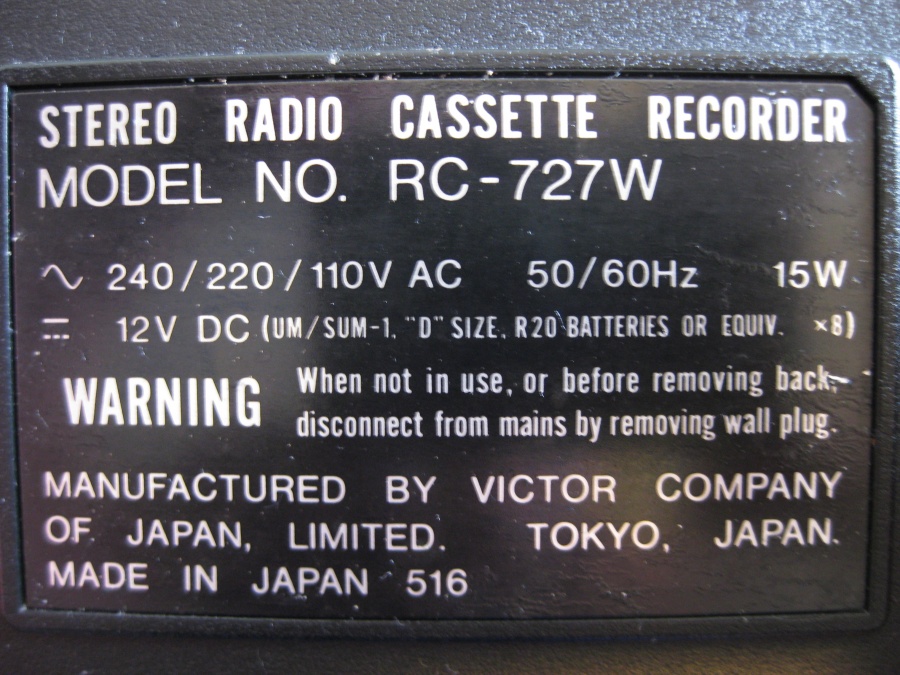 STEREO RADIO CASSETTE RECORDER
MODEL NO. RC-727W
∿ 240/220/110V AC 50/60Hz 15W
⎓ 12V DC (UM/SUM-1, "D" SIZE, R20 BATTERIES OR EQUIV. ×8)
WARNING When not in use, or before removing back,
disconnect from mains by removing wall plug.
MANUFACTURED BY VICTOR COMPANY
OF JAPAN, LIMITED. TOKYO, JAPAN.
MADE IN JAPAN 516